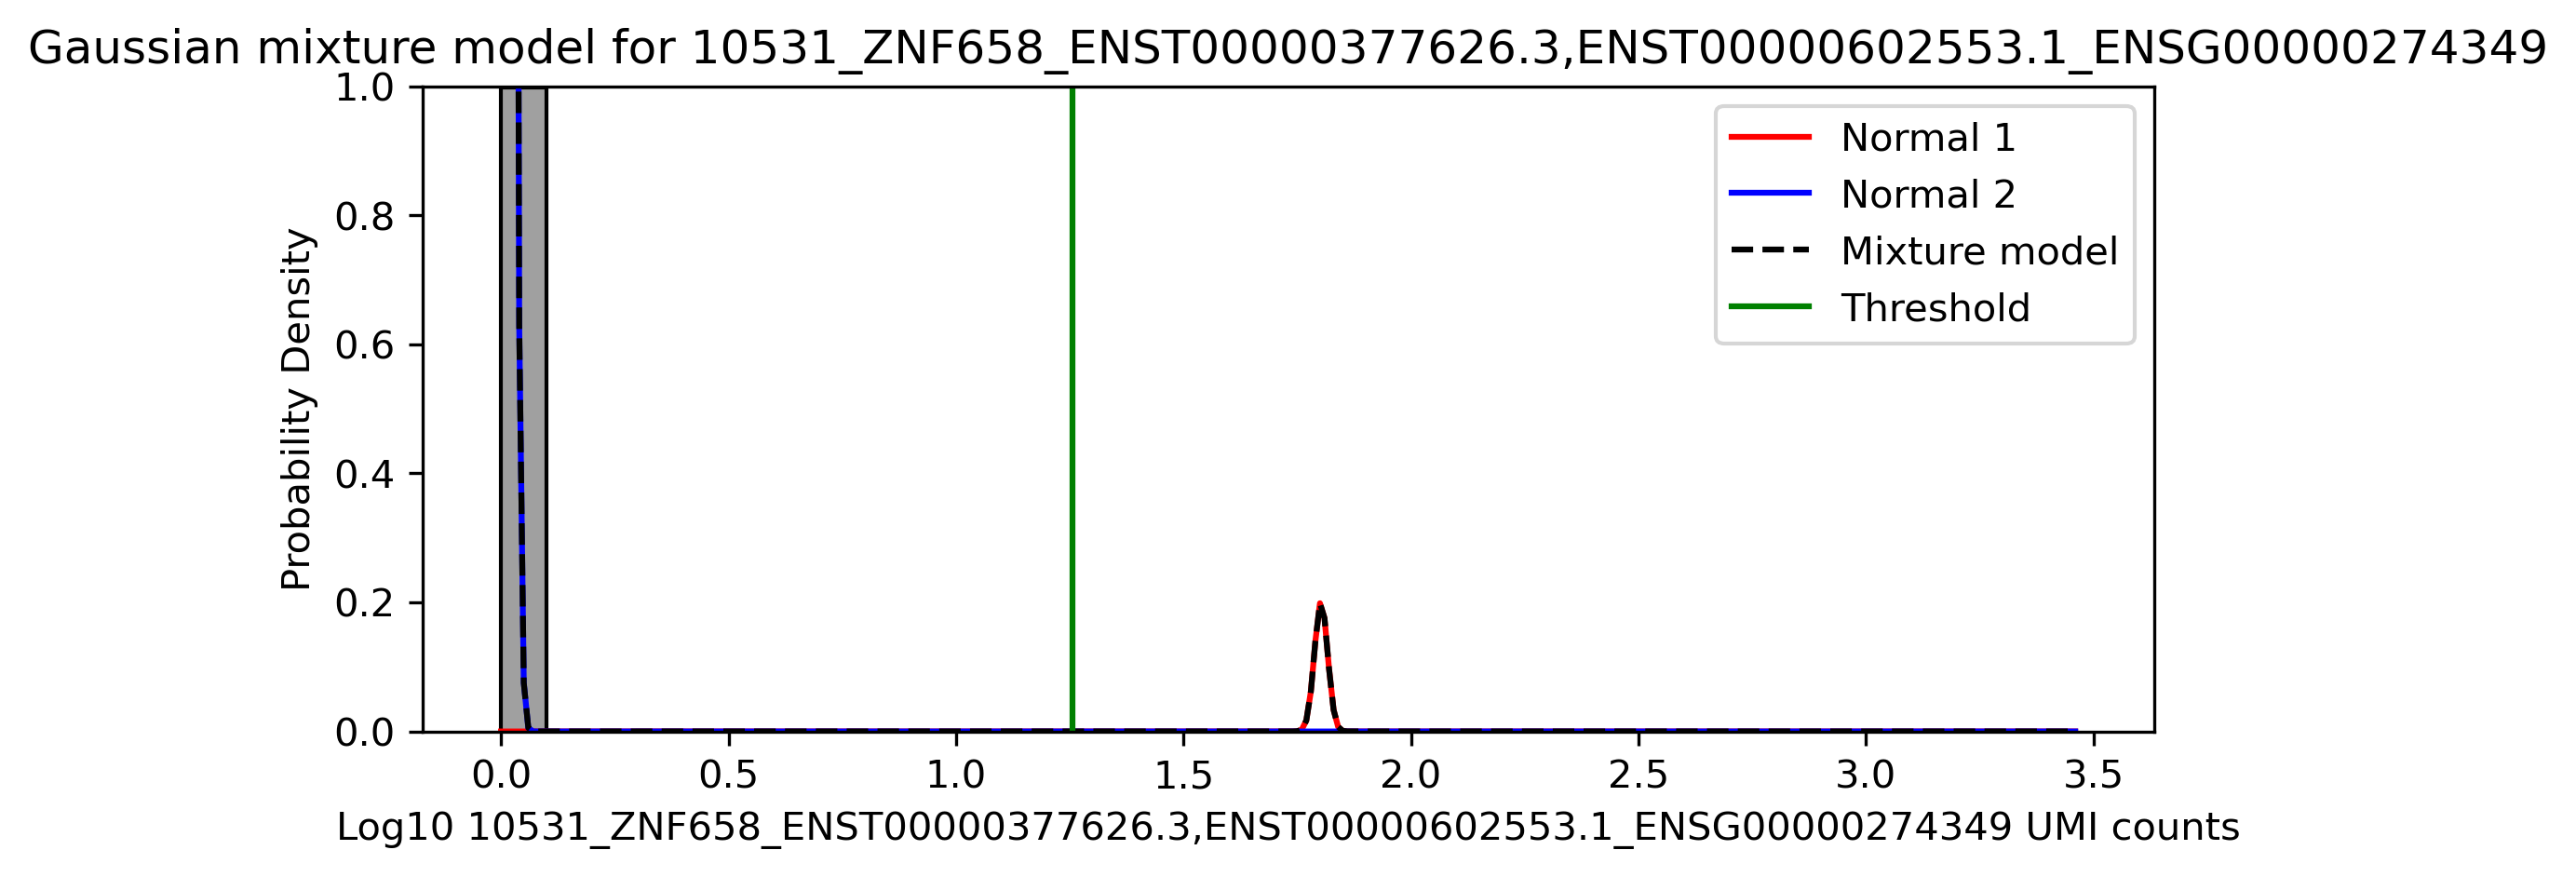 Gaussian mixture model for 10531_ZNF658_ENST00000377626.3,ENST00000602553.1_ENSG00000274349
1.0
0.8
0.6
0.4
0.2
0.0
Probability Density
Normal 1
Normal 2
Mixture model
Threshold
0.0 0.5 1.0 1.5 2.0 2.5 3.0 3.5
Log10 10531_ZNF658_ENST00000377626.3,ENST00000602553.1_ENSG00000274349 UMI counts